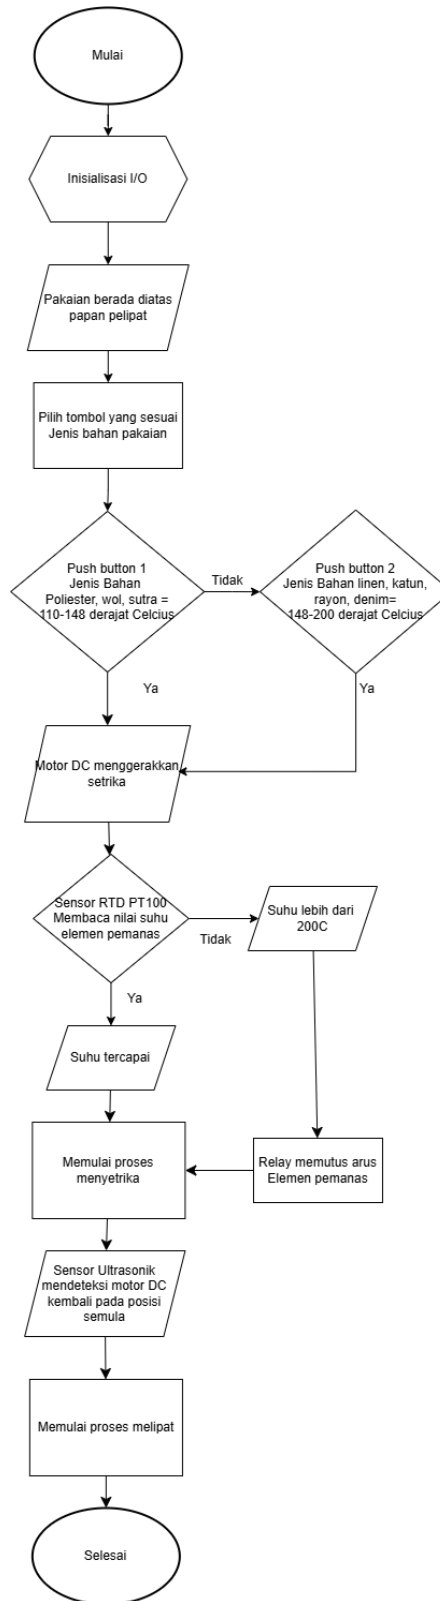 Mulai
Inisialisasi I/O
Pakaian berada diatas
papan pelipat
Pilih tombol yang sesuai
Jenis bahan pakaian
Push button 1
Jenis Bahan
Poliester, wol, sutra =
110-148 derajat Celcius
Tidak
Push button 2
Jenis Bahan linen, katun,
rayon, denim=
148-200 derajat Celcius
Ya
Ya
Motor DC menggerakkan
setrika
Sensor RTD PT100
Membaca nilai suhu
elemen pemanas
Tidak
Suhu lebih dari
200C
Ya
Suhu tercapai
Memulai proses
menyetrika
Relay memutus arus
Elemen pemanas
Sensor Ultrasonik
mendeteksi motor DC
kembali pada posisi
semula
Memulai proses melipat
Selesai